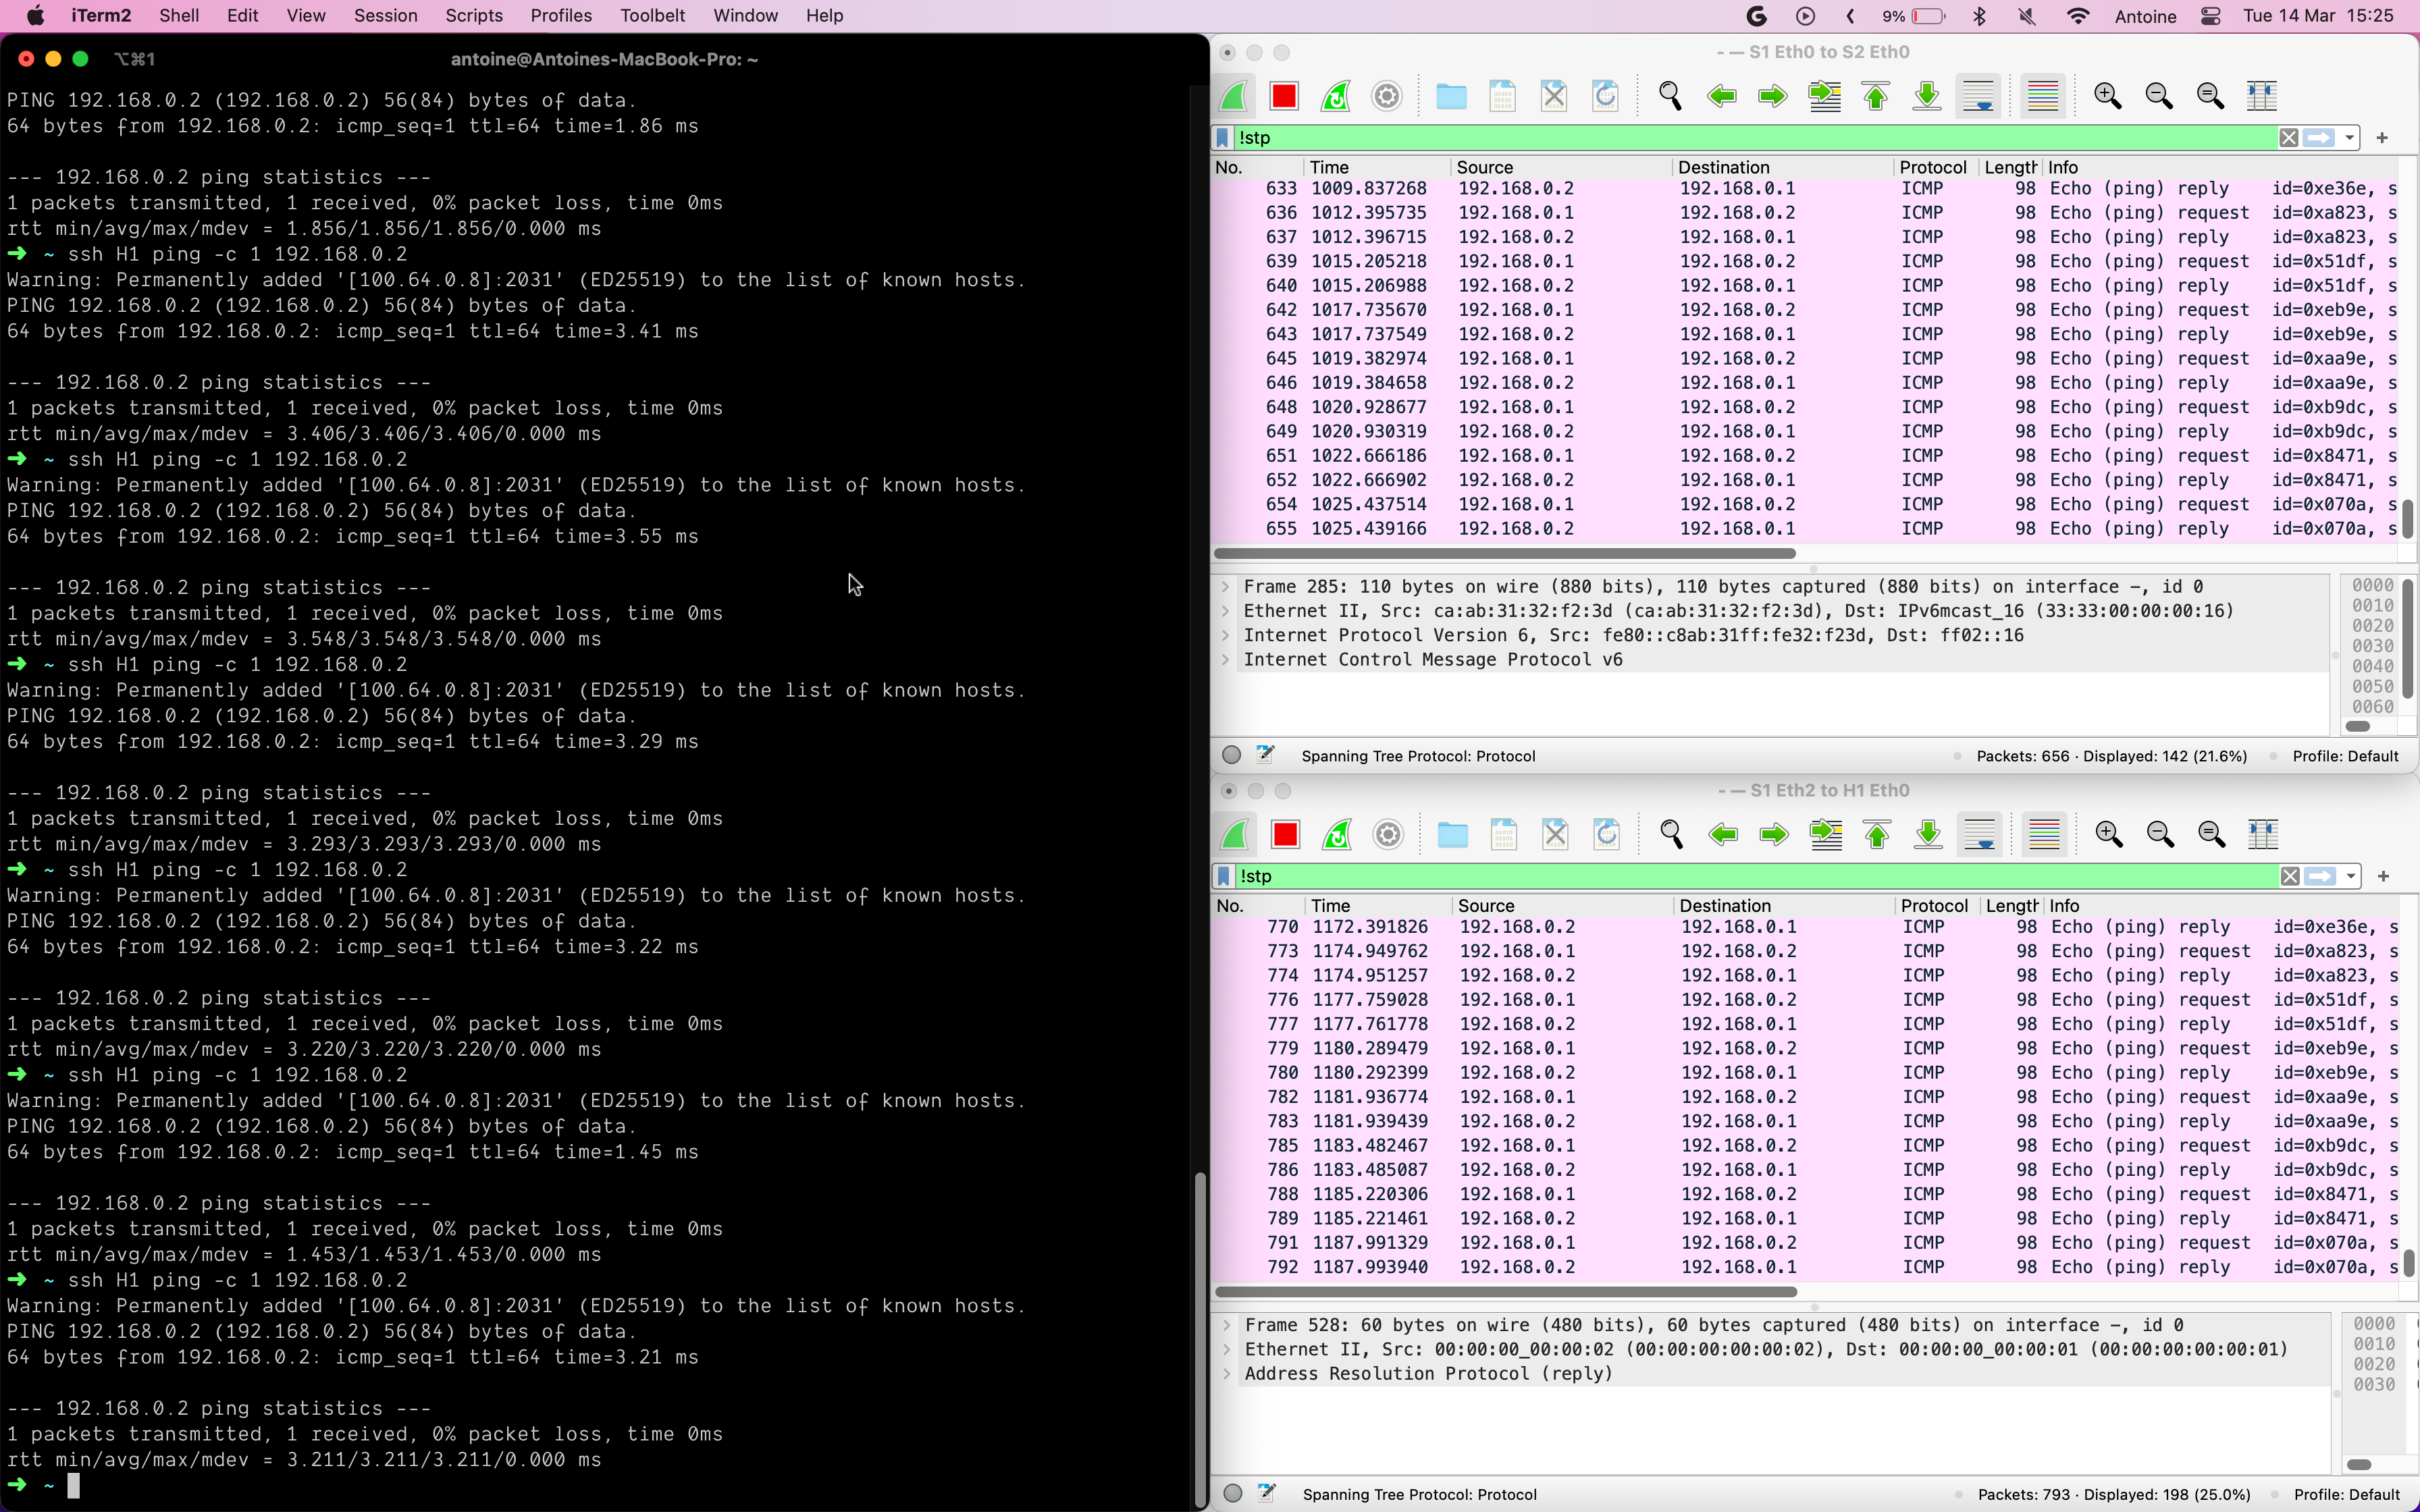 iTerm2 Shell Edit View Session Scripts Profiles Toolbelt Window Help 9% Antoine Tue 14 Mar 15:25
⌥⌘1 antoine@Antoines-MacBook-Pro: ~
PING 192.168.0.2 (192.168.0.2) 56(84) bytes of data.
64 bytes from 192.168.0.2: icmp_seq=1 ttl=64 time=1.86 ms
--- 192.168.0.2 ping statistics ---
1 packets transmitted, 1 received, 0% packet loss, time 0ms
rtt min/avg/max/mdev = 1.856/1.856/1.856/0.000 ms
➜ ~ ssh H1 ping -c 1 192.168.0.2
Warning: Permanently added '[100.64.0.8]:2031' (ED25519) to the list of known hosts.
PING 192.168.0.2 (192.168.0.2) 56(84) bytes of data.
64 bytes from 192.168.0.2: icmp_seq=1 ttl=64 time=3.41 ms
--- 192.168.0.2 ping statistics ---
1 packets transmitted, 1 received, 0% packet loss, time 0ms
rtt min/avg/max/mdev = 3.406/3.406/3.406/0.000 ms
➜ ~ ssh H1 ping -c 1 192.168.0.2
Warning: Permanently added '[100.64.0.8]:2031' (ED25519) to the list of known hosts.
PING 192.168.0.2 (192.168.0.2) 56(84) bytes of data.
64 bytes from 192.168.0.2: icmp_seq=1 ttl=64 time=3.55 ms
--- 192.168.0.2 ping statistics ---
1 packets transmitted, 1 received, 0% packet loss, time 0ms
rtt min/avg/max/mdev = 3.548/3.548/3.548/0.000 ms
➜ ~ ssh H1 ping -c 1 192.168.0.2
Warning: Permanently added '[100.64.0.8]:2031' (ED25519) to the list of known hosts.
PING 192.168.0.2 (192.168.0.2) 56(84) bytes of data.
64 bytes from 192.168.0.2: icmp_seq=1 ttl=64 time=3.29 ms
--- 192.168.0.2 ping statistics ---
1 packets transmitted, 1 received, 0% packet loss, time 0ms
rtt min/avg/max/mdev = 3.293/3.293/3.293/0.000 ms
➜ ~ ssh H1 ping -c 1 192.168.0.2
Warning: Permanently added '[100.64.0.8]:2031' (ED25519) to the list of known hosts.
PING 192.168.0.2 (192.168.0.2) 56(84) bytes of data.
64 bytes from 192.168.0.2: icmp_seq=1 ttl=64 time=3.22 ms
--- 192.168.0.2 ping statistics ---
1 packets transmitted, 1 received, 0% packet loss, time 0ms
rtt min/avg/max/mdev = 3.220/3.220/3.220/0.000 ms
➜ ~ ssh H1 ping -c 1 192.168.0.2
Warning: Permanently added '[100.64.0.8]:2031' (ED25519) to the list of known hosts.
PING 192.168.0.2 (192.168.0.2) 56(84) bytes of data.
64 bytes from 192.168.0.2: icmp_seq=1 ttl=64 time=1.45 ms
--- 192.168.0.2 ping statistics ---
1 packets transmitted, 1 received, 0% packet loss, time 0ms
rtt min/avg/max/mdev = 1.453/1.453/1.453/0.000 ms
➜ ~ ssh H1 ping -c 1 192.168.0.2
Warning: Permanently added '[100.64.0.8]:2031' (ED25519) to the list of known hosts.
PING 192.168.0.2 (192.168.0.2) 56(84) bytes of data.
64 bytes from 192.168.0.2: icmp_seq=1 ttl=64 time=3.21 ms
--- 192.168.0.2 ping statistics ---
1 packets transmitted, 1 received, 0% packet loss, time 0ms
rtt min/avg/max/mdev = 3.211/3.211/3.211/0.000 ms
➜ ~
- — S1 Eth0 to S2 Eth0
!stp
No. Time Source Destination Protocol Length Info
633 1009.837268 192.168.0.2 192.168.0.1 ICMP 98 Echo (ping) reply id=0xe36e, s
636 1012.395735 192.168.0.1 192.168.0.2 ICMP 98 Echo (ping) request id=0xa823, s
637 1012.396715 192.168.0.2 192.168.0.1 ICMP 98 Echo (ping) reply id=0xa823, s
639 1015.205218 192.168.0.1 192.168.0.2 ICMP 98 Echo (ping) request id=0x51df, s
640 1015.206988 192.168.0.2 192.168.0.1 ICMP 98 Echo (ping) reply id=0x51df, s
642 1017.735670 192.168.0.1 192.168.0.2 ICMP 98 Echo (ping) request id=0xeb9e, s
643 1017.737549 192.168.0.2 192.168.0.1 ICMP 98 Echo (ping) reply id=0xeb9e, s
645 1019.382974 192.168.0.1 192.168.0.2 ICMP 98 Echo (ping) request id=0xaa9e, s
646 1019.384658 192.168.0.2 192.168.0.1 ICMP 98 Echo (ping) reply id=0xaa9e, s
648 1020.928677 192.168.0.1 192.168.0.2 ICMP 98 Echo (ping) request id=0xb9dc, s
649 1020.930319 192.168.0.2 192.168.0.1 ICMP 98 Echo (ping) reply id=0xb9dc, s
651 1022.666186 192.168.0.1 192.168.0.2 ICMP 98 Echo (ping) request id=0x8471, s
652 1022.666902 192.168.0.2 192.168.0.1 ICMP 98 Echo (ping) reply id=0x8471, s
654 1025.437514 192.168.0.1 192.168.0.2 ICMP 98 Echo (ping) request id=0x070a, s
655 1025.439166 192.168.0.2 192.168.0.1 ICMP 98 Echo (ping) reply id=0x070a, s
Frame 285: 110 bytes on wire (880 bits), 110 bytes captured (880 bits) on interface -, id 0
Ethernet II, Src: ca:ab:31:32:f2:3d (ca:ab:31:32:f2:3d), Dst: IPv6mcast_16 (33:33:00:00:00:16)
Internet Protocol Version 6, Src: fe80::c8ab:31ff:fe32:f23d, Dst: ff02::16
Internet Control Message Protocol v6
0000
0010
0020
0030
0040
0050
0060
Spanning Tree Protocol: Protocol Packets: 656 · Displayed: 142 (21.6%) Profile: Default
- — S1 Eth2 to H1 Eth0
!stp
No. Time Source Destination Protocol Length Info
770 1172.391826 192.168.0.2 192.168.0.1 ICMP 98 Echo (ping) reply id=0xe36e, s
773 1174.949762 192.168.0.1 192.168.0.2 ICMP 98 Echo (ping) request id=0xa823, s
774 1174.951257 192.168.0.2 192.168.0.1 ICMP 98 Echo (ping) reply id=0xa823, s
776 1177.759028 192.168.0.1 192.168.0.2 ICMP 98 Echo (ping) request id=0x51df, s
777 1177.761778 192.168.0.2 192.168.0.1 ICMP 98 Echo (ping) reply id=0x51df, s
779 1180.289479 192.168.0.1 192.168.0.2 ICMP 98 Echo (ping) request id=0xeb9e, s
780 1180.292399 192.168.0.2 192.168.0.1 ICMP 98 Echo (ping) reply id=0xeb9e, s
782 1181.936774 192.168.0.1 192.168.0.2 ICMP 98 Echo (ping) request id=0xaa9e, s
783 1181.939439 192.168.0.2 192.168.0.1 ICMP 98 Echo (ping) reply id=0xaa9e, s
785 1183.482467 192.168.0.1 192.168.0.2 ICMP 98 Echo (ping) request id=0xb9dc, s
786 1183.485087 192.168.0.2 192.168.0.1 ICMP 98 Echo (ping) reply id=0xb9dc, s
788 1185.220306 192.168.0.1 192.168.0.2 ICMP 98 Echo (ping) request id=0x8471, s
789 1185.221461 192.168.0.2 192.168.0.1 ICMP 98 Echo (ping) reply id=0x8471, s
791 1187.991329 192.168.0.1 192.168.0.2 ICMP 98 Echo (ping) request id=0x070a, s
792 1187.993940 192.168.0.2 192.168.0.1 ICMP 98 Echo (ping) reply id=0x070a, s
Frame 528: 60 bytes on wire (480 bits), 60 bytes captured (480 bits) on interface -, id 0
Ethernet II, Src: 00:00:00_00:00:02 (00:00:00:00:00:02), Dst: 00:00:00_00:00:01 (00:00:00:00:00:01)
Address Resolution Protocol (reply)
0000
0010
0020
0030
Spanning Tree Protocol: Protocol Packets: 793 · Displayed: 198 (25.0%) Profile: Default